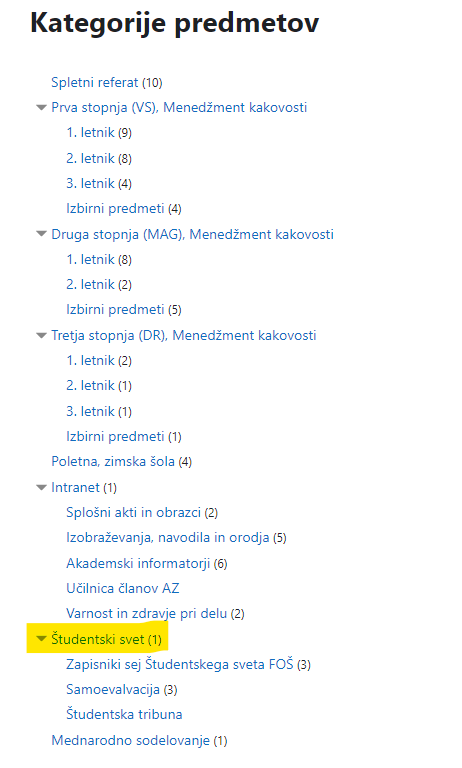 Kategorije predmetov
Spletni referat (10)
Prva stopnja (VS), Menedžment kakovosti
1. letnik (9)
2. letnik (8)
3. letnik (4)
Izbirni predmeti (4)
Druga stopnja (MAG), Menedžment kakovosti
1. letnik (8)
2. letnik (2)
Izbirni predmeti (5)
Tretja stopnja (DR), Menedžment kakovosti
1. letnik (2)
2. letnik (1)
3. letnik (1)
Izbirni predmeti (1)
Poletna, zimska šola (4)
Intranet (1)
Splošni akti in obrazci (2)
Izobraževanja, navodila in orodja (5)
Akademski informatorji (6)
Učilnica članov AZ
Varnost in zdravje pri delu (2)
Študentski svet (1)
Zapisniki sej Študentskega sveta FOŠ (3)
Samoevalvacija (3)
Študentska tribuna
Mednarodno sodelovanje (1)